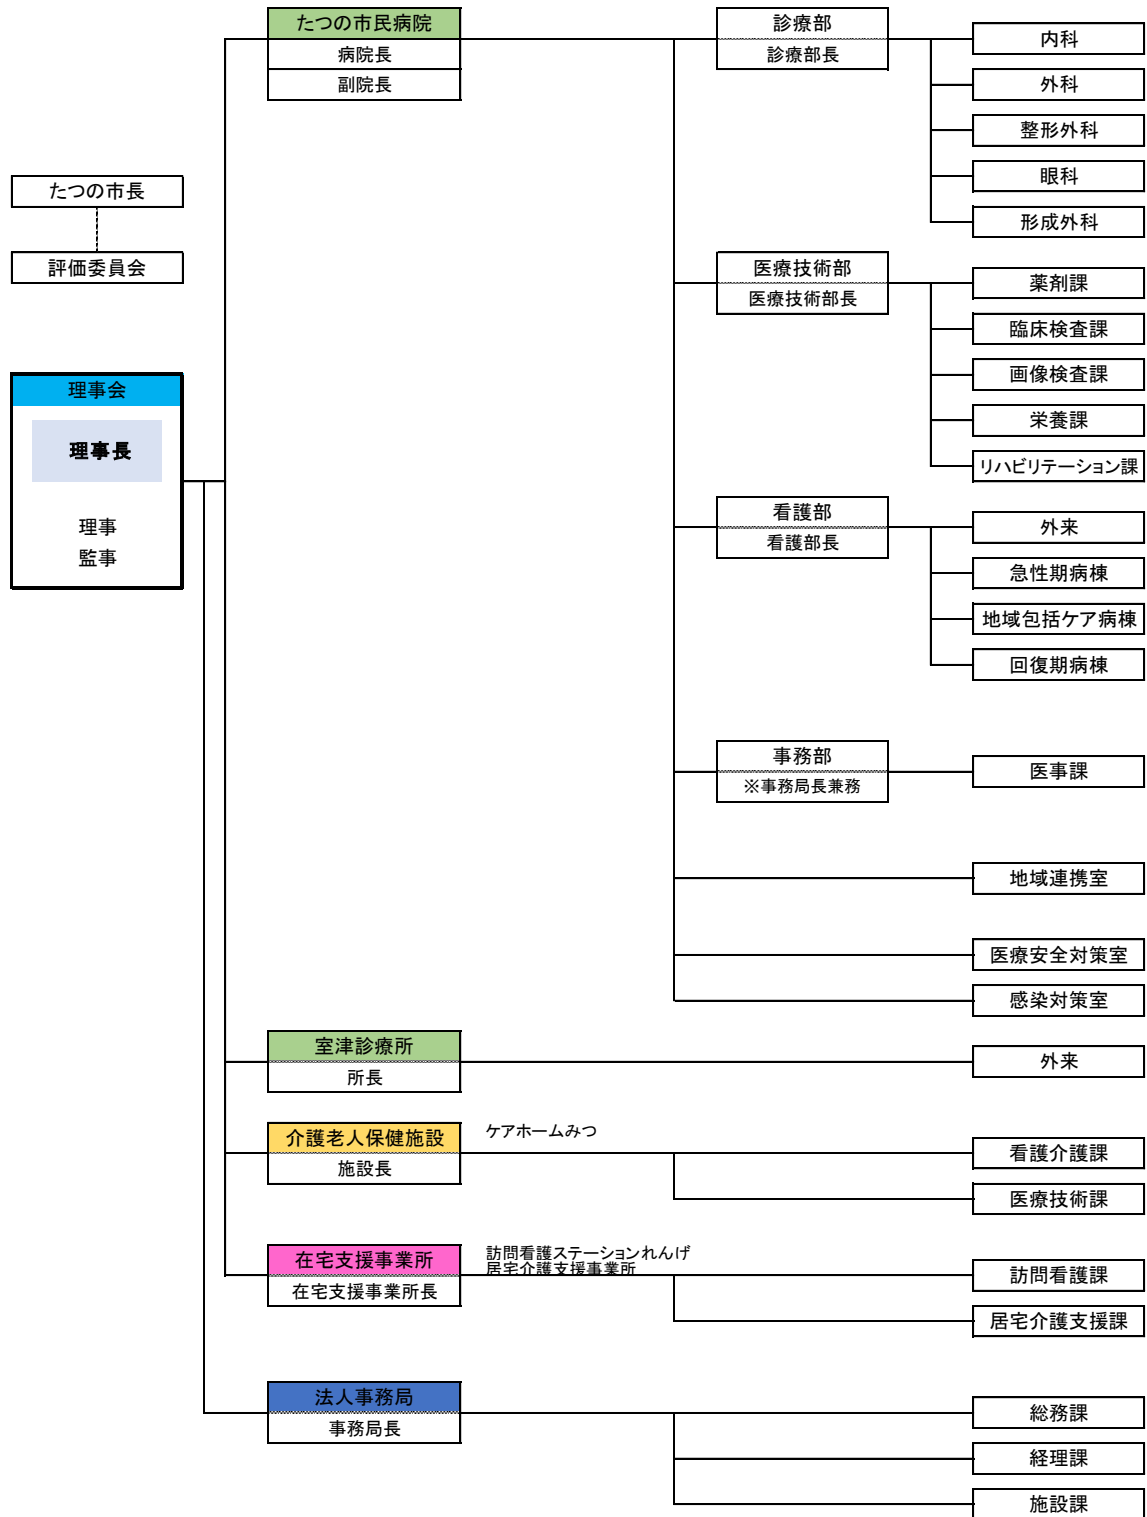 たつの市長
評価委員会
理事会
理事長
理事
監事
たつの市民病院
病院長
副院長
診療部
診療部長
内科
外科
整形外科
眼科
形成外科
医療技術部
医療技術部長
薬剤課
臨床検査課
画像検査課
栄養課
リハビリテーション課
看護部
看護部長
外来
急性期病棟
地域包括ケア病棟
回復期病棟
事務部
※事務局長兼務
医事課
地域連携室
医療安全対策室
感染対策室
室津診療所
所長
外来
介護老人保健施設
施設長
ケアホームみつ
看護介護課
医療技術課
在宅支援事業所
在宅支援事業所長
訪問看護ステーションれんげ
居宅介護支援事業所
訪問看護課
居宅介護支援課
法人事務局
事務局長
総務課
経理課
施設課